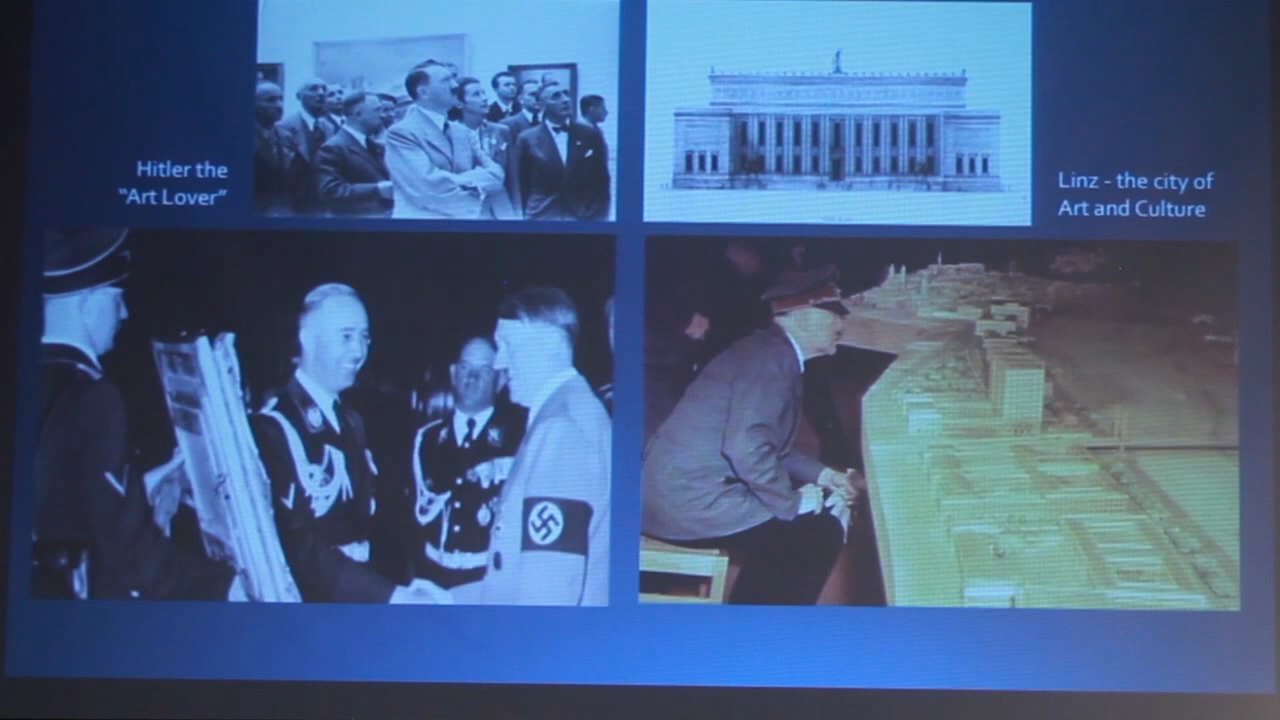 Hitler the
“Art Lover”
Linz - the city of
Art and Culture